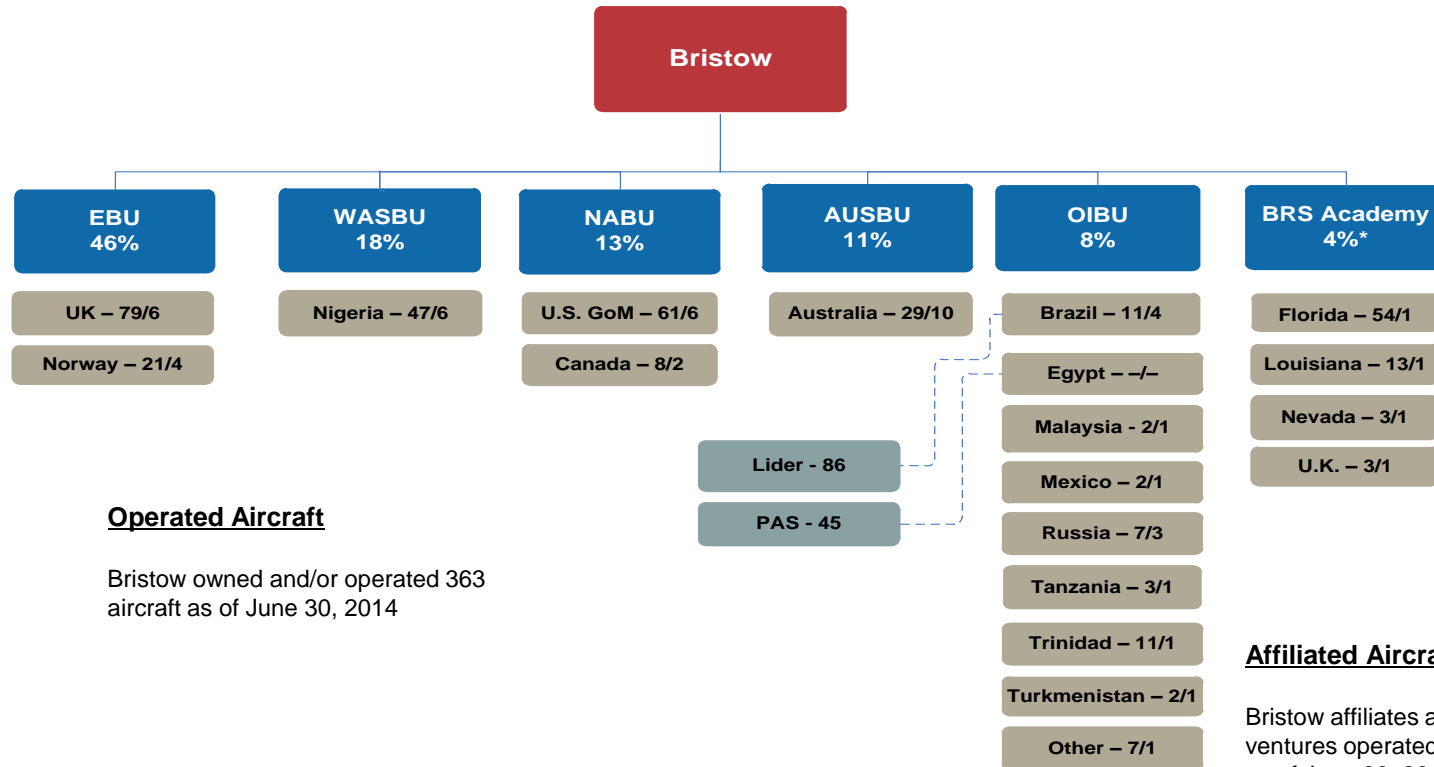 Bristow
EBU
46%
WASBU
18%
NABU
13%
AUSBU
11%
OIBU
8%
BRS Academy
4%*
UK – 79/6
Norway – 21/4
Nigeria – 47/6
U.S. GoM – 61/6
Canada – 8/2
Australia – 29/10
Brazil – 11/4
Egypt – –/–
Malaysia - 2/1
Mexico – 2/1
Russia – 7/3
Tanzania – 3/1
Trinidad – 11/1
Turkmenistan – 2/1
Other – 7/1
Florida – 54/1
Louisiana – 13/1
Nevada – 3/1
U.K. – 3/1
Lider - 86
PAS - 45
Operated Aircraft
Bristow owned and/or operated 363
aircraft as of June 30, 2014
Affiliated
Bristow affiliates
ventures operated